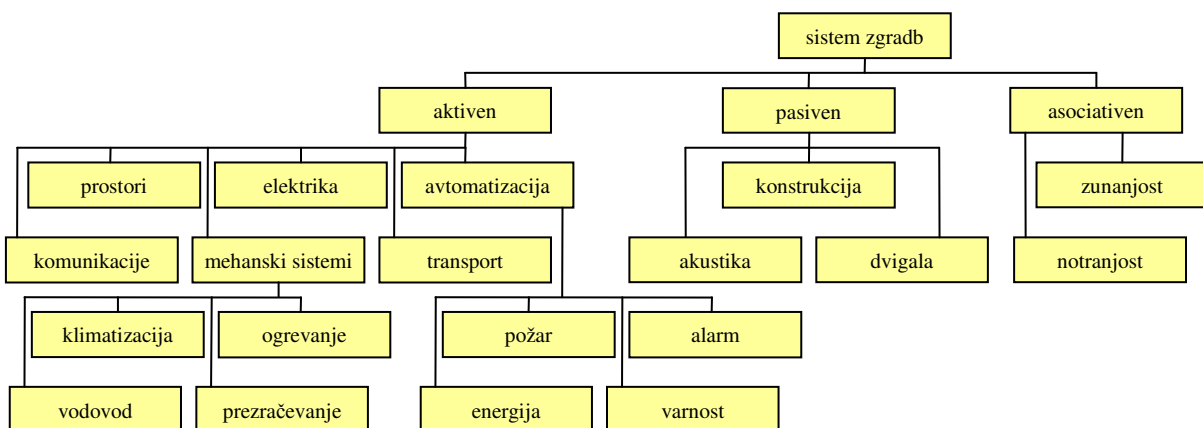 sistem zgradb
aktiven
pasiven
asociativen
prostori
elektrika
avtomatizacija
konstrukcija
zunanjost
komunikacije
mehanski sistemi
transport
akustika
dvigala
notranjost
klimatizacija
ogrevanje
požar
alarm
vodovod
prezračevanje
energija
varnost